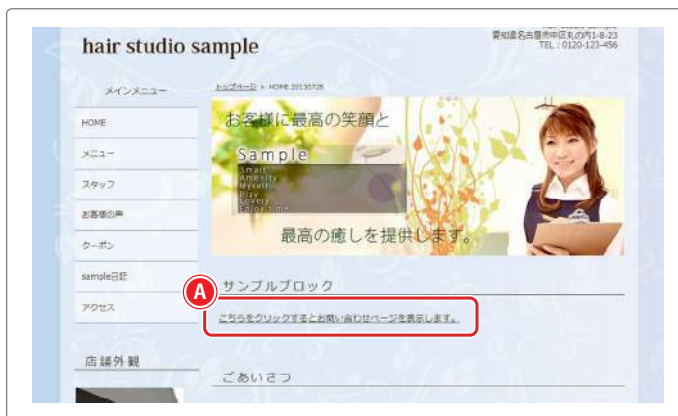 hair studio sample
愛知県名古屋市中区丸の内1-8-23
TEL : 0120-123-456
メインメニュー
トップページ > HOME 20130725
HOME
メニュー
スタッフ
お客様の声
クーポン
sample日記
アクセス
店舗外観
お客様に最高の笑顔と
Sample
Smart
Amenity
Myself
Play
Lovely
Enjoy Time
最高の癒しを提供します。
サンプルブロック
A
こちらをクリックするとお問い合わせページを表示します。
ごあいさつ